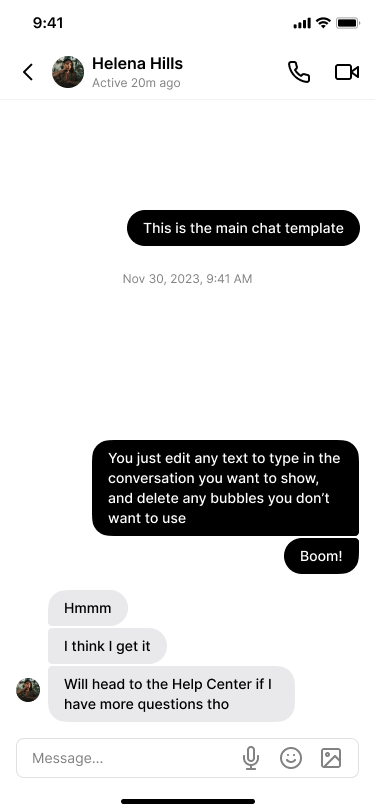 9:41
Helena Hills
Active 20m ago
This is the main chat template
Nov 30, 2023, 9:41 AM
You just edit any text to type in the
conversation you want to show,
and delete any bubbles you don’t
want to use
Boom!
Hmmm
I think I get it
Will head to the Help Center if I
have more questions tho
Message...